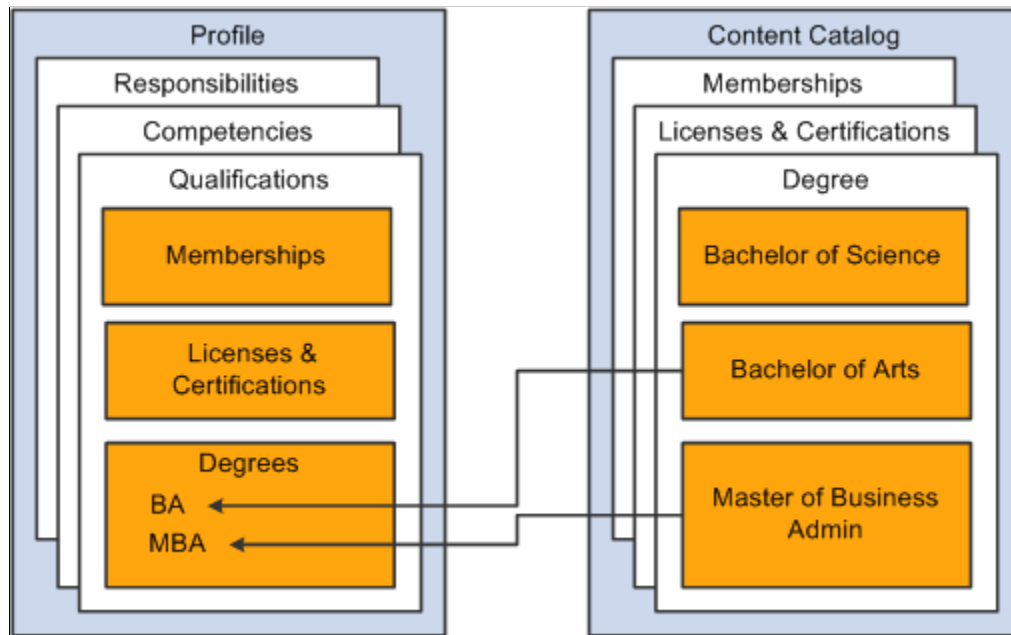 Profile
Responsibilities
Competencies
Qualifications
Memberships
Licenses &
Certifications
Degrees
BA
MBA
Content Catalog
Memberships
Licenses & Certifications
Degree
Bachelor of Science
Bachelor of Arts
Master of Business
Admin